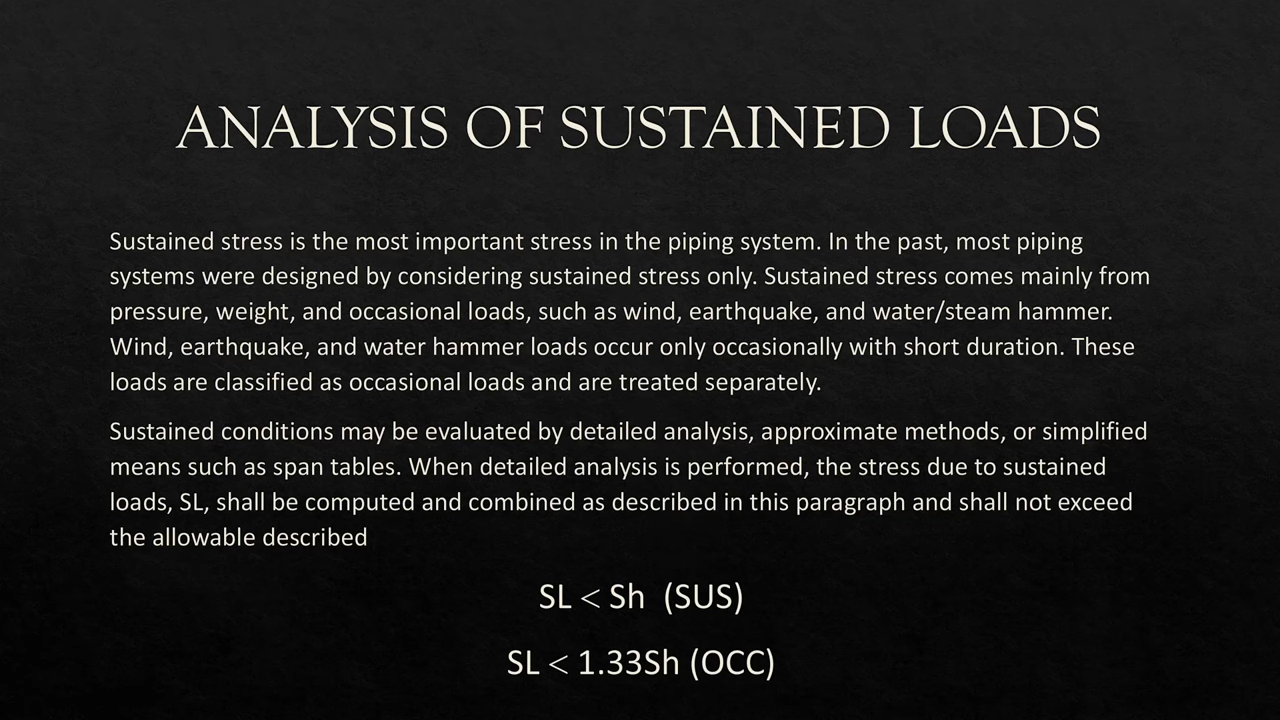 ANALYSIS OF SUSTAINED LOADS
Sustained stress is the most important stress in the piping system. In the past, most piping
systems were designed by considering sustained stress only. Sustained stress comes mainly from
pressure, weight, and occasional loads, such as wind, earthquake, and water/steam hammer.
Wind, earthquake, and water hammer loads occur only occasionally with short duration. These
loads are classified as occasional loads and are treated separately.
Sustained conditions may be evaluated by detailed analysis, approximate methods, or simplified
means such as span tables. When detailed analysis is performed, the stress due to sustained
loads, SL, shall be computed and combined as described in this paragraph and shall not exceed
the allowable described
SL < Sh (SUS)
SL < 1.33Sh (OCC)